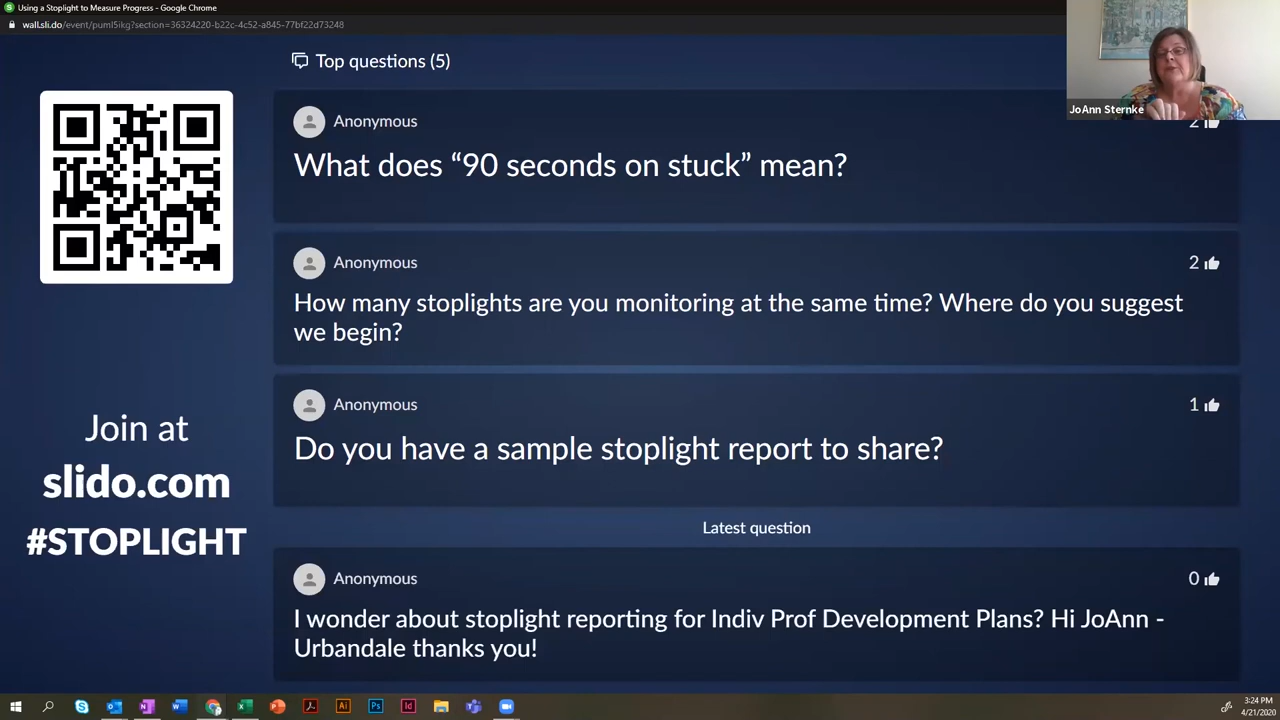 Using a Stoplight to Measure Progress - Google Chrome
wall.sli.do/event/puml5ikg?section=36324220-b22c-4c52-a845-77bf22d73248
Top questions (5)
JoAnn Sternke
Anonymous
2
What does “90 seconds on stuck” mean?
Anonymous
2
How many stoplights are you monitoring at the same time? Where do you suggest
we begin?
Anonymous
1
Do you have a sample stoplight report to share?
Join at
slido.com
#STOPLIGHT
Latest question
Anonymous
0
I wonder about stoplight reporting for Indiv Prof Development Plans? Hi JoAnn -
Urbandale thanks you!
3:24 PM
4/21/2020